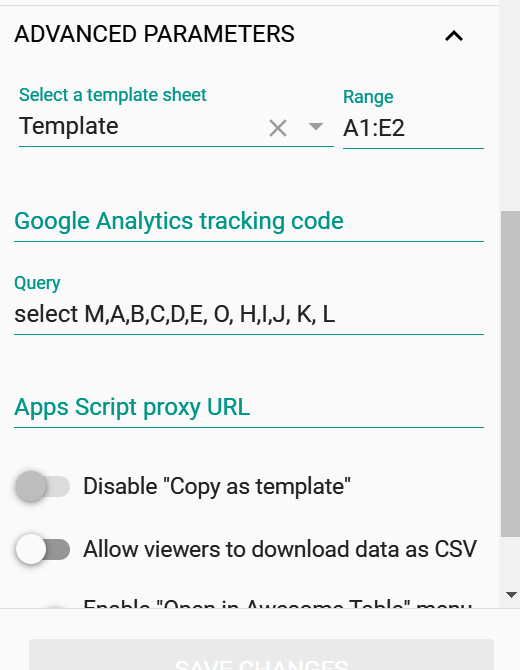 ADVANCED PARAMETERS
Select a template sheet
Range
Template
A1:E2
Google Analytics tracking code
Query
select M,A,B,C,D,E, O, H,I,J, K, L
Apps Script proxy URL
Disable "Copy as template"
Allow viewers to download data as CSV
Enable "Open in Awesome Table" menu
SAVE CHANGES